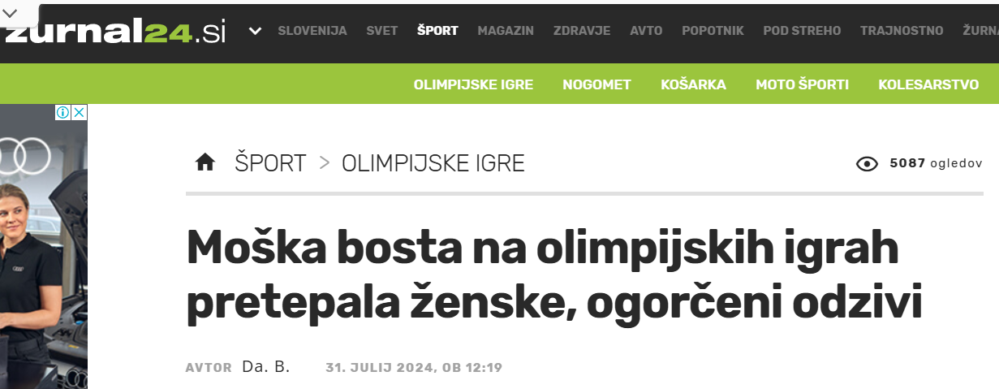 žurnal24.si
SLOVENIJA SVET ŠPORT MAGAZIN ZDRAVJE AVTO POPOTNIK POD STREHO TRAJNOSTNO ŽURNA
OLIMPIJSKE IGRE NOGOMET KOŠARKA MOTO ŠPORTI KOLESARSTVO
ŠPORT > OLIMPIJSKE IGRE
5087 ogledov
Moška bosta na olimpijskih igrah
pretepala ženske, ogorčeni odzivi
AVTOR Da. B. 31. JULIJ 2024, OB 12:19